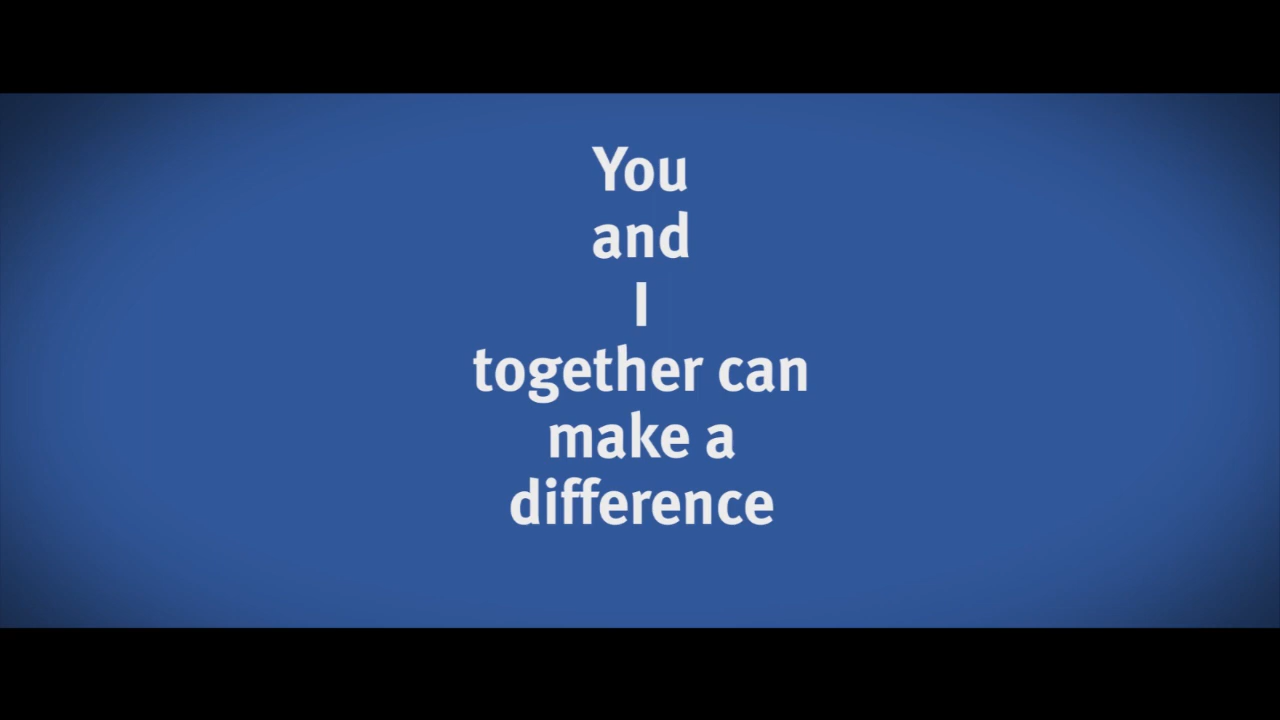 You
and
I
together can
make a
difference